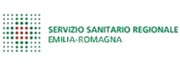 SERVIZIO SANITARIO REGIONALE
EMILIA-ROMAGNA